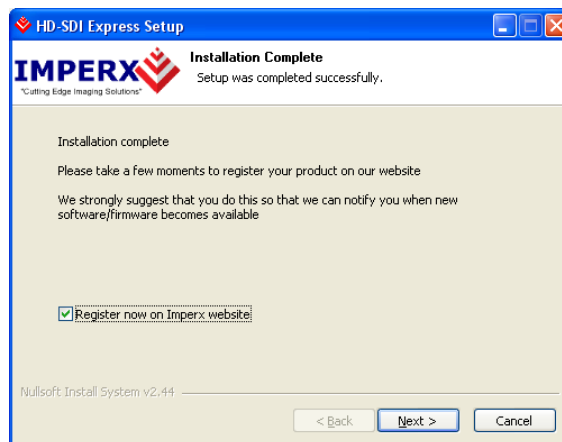 HD-SDI Express Setup
IMPERX
"Cutting Edge Imaging Solutions"
Installation Complete
Setup was completed successfully.
Installation complete
Please take a few moments to register your product on our website
We strongly suggest that you do this so that we can notify you when new
software/firmware becomes available
Register now on Imperx website
Nullsoft Install System v2.44
< Back
Next >
Cancel